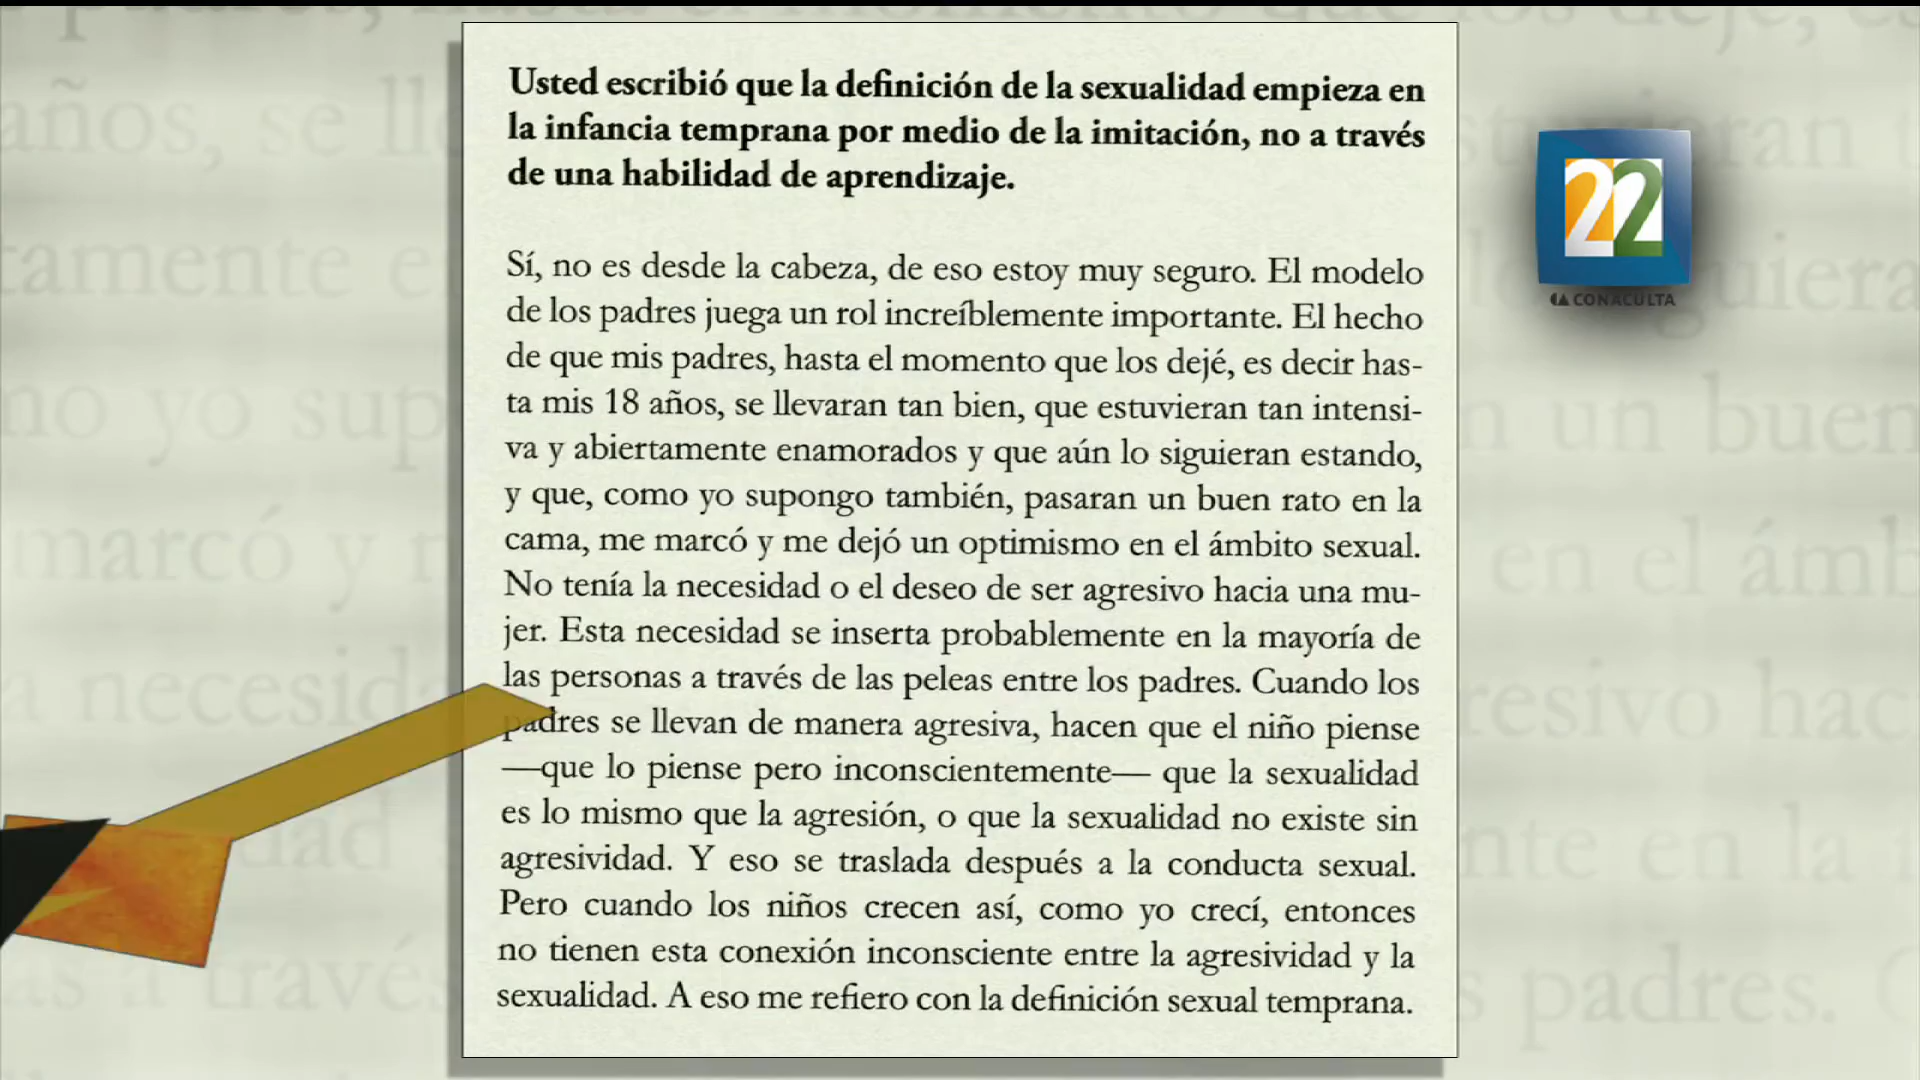 Usted escribió que la definición de la sexualidad empieza en
la infancia temprana por medio de la imitación, no a través
de una habilidad de aprendizaje.
Sí, no es desde la cabeza, de eso estoy muy seguro. El modelo
de los padres juega un rol increíblemente importante. El hecho
de que mis padres, hasta el momento que los dejé, es decir has-
ta mis 18 años, se llevaran tan bien, que estuvieran tan intensi-
va y abiertamente enamorados y que aún lo siguieran estando,
y que, como yo supongo también, pasaran un buen rato en la
cama, me marcó y me dejó un optimismo en el ámbito sexual.
No tenía la necesidad o el deseo de ser agresivo hacia una mu-
jer. Esta necesidad se inserta probablemente en la mayoría de
las personas a través de las peleas entre los padres. Cuando los
padres se llevan de manera agresiva, hacen que el niño piense
—que lo piense pero inconscientemente— que la sexualidad
es lo mismo que la agresión, o que la sexualidad no existe sin
agresividad. Y eso se traslada después a la conducta sexual.
Pero cuando los niños crecen así, como yo crecí, entonces
no tienen esta conexión inconsciente entre la agresividad y la
sexualidad. A eso me refiero con la definición sexual temprana.
22
CONACULTA